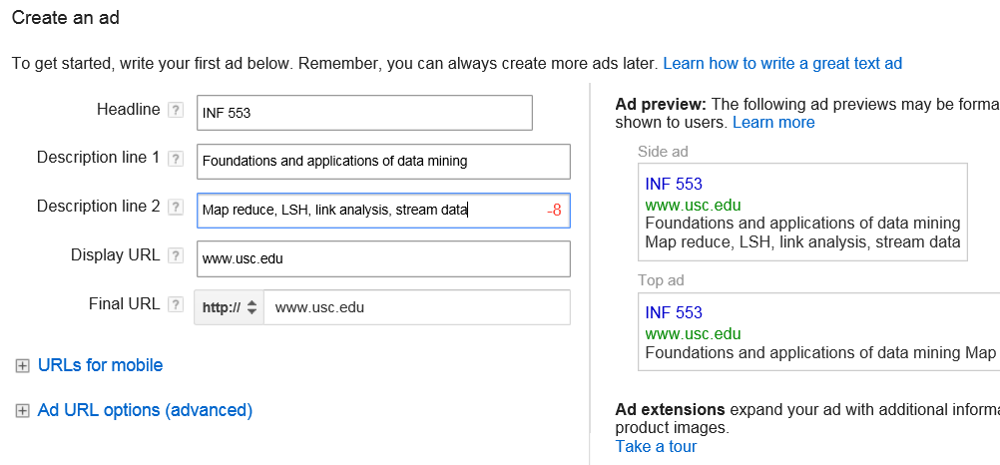 Create an ad
To get started, write your first ad below. Remember, you can always create more ads later. Learn how to write a great text ad
Headline ? INF 553
Description line 1 ? Foundations and applications of data mining
Description line 2 ? Map reduce, LSH, link analysis, stream data -8
Display URL ? www.usc.edu
Final URL ? http:// www.usc.edu
URLs for mobile
Ad URL options (advanced)
Ad preview: The following ad previews may be forma
shown to users. Learn more
Side ad
INF 553
www.usc.edu
Foundations and applications of data mining
Map reduce, LSH, link analysis, stream data
Top ad
INF 553
www.usc.edu
Foundations and applications of data mining Map
Ad extensions expand your ad with additional informa
product images.
Take a tour